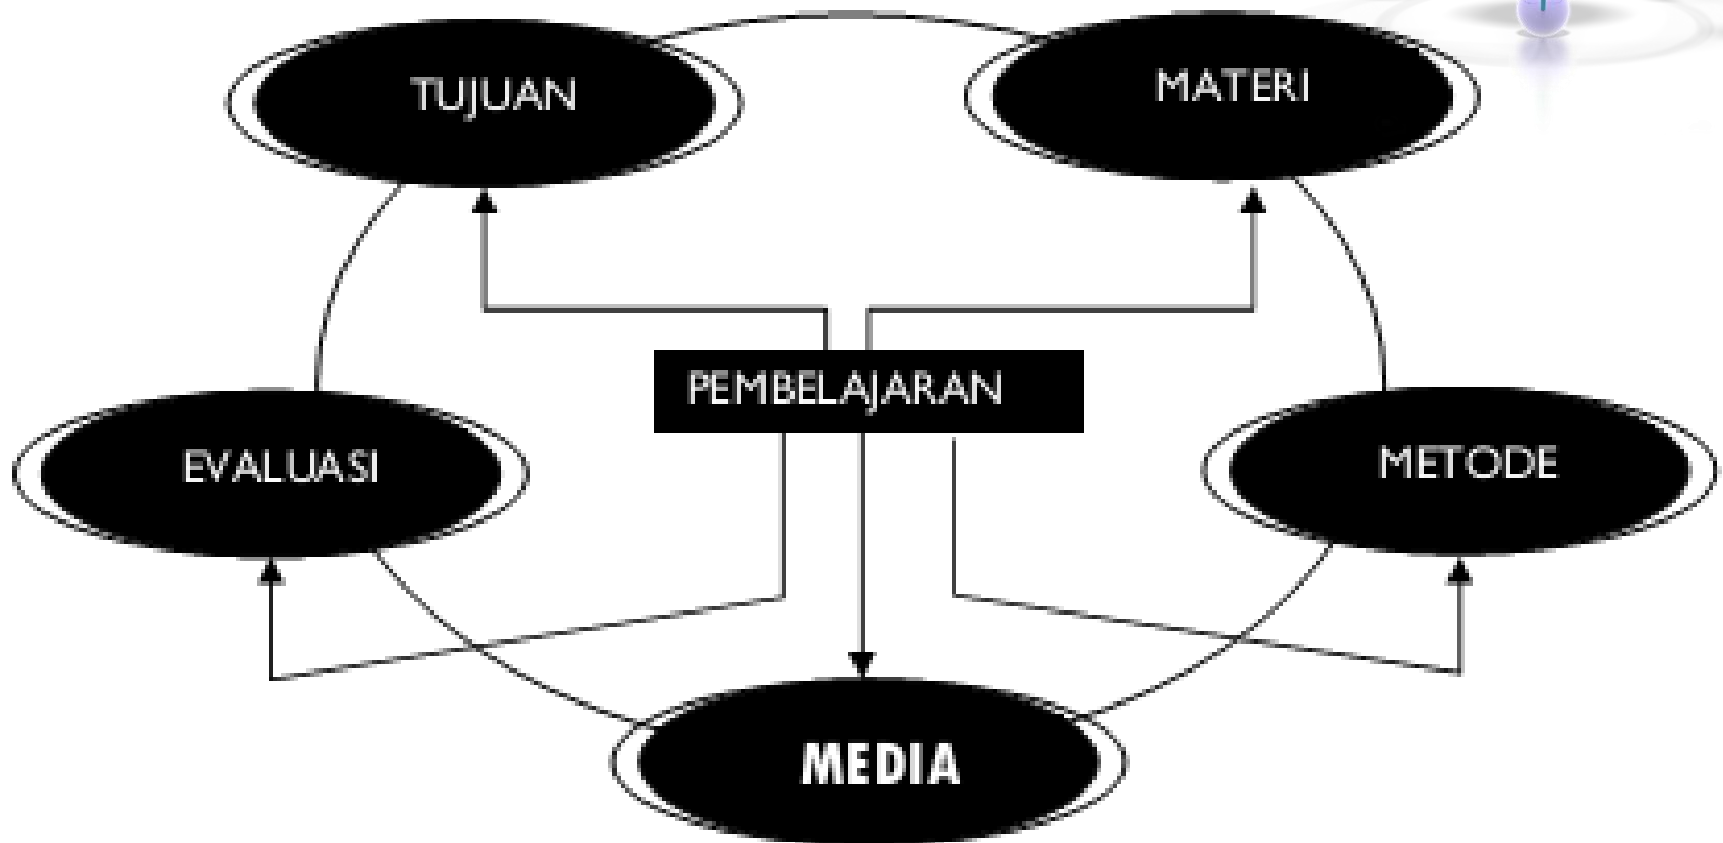 TUJUAN
MATERI
PEMBELAJARAN
EVALUASI
METODE
MEDIA